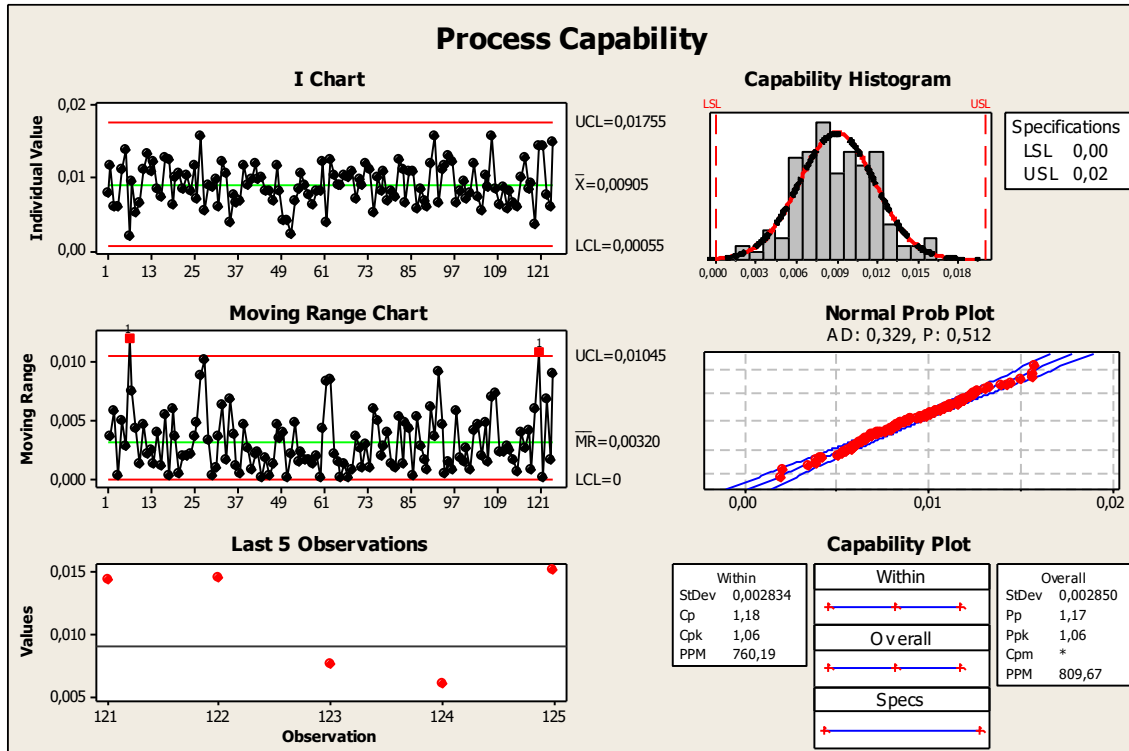 Process Capability
I Chart
Individual Value
0,02
0,01
0,00
UCL=0,01755
X=0,00905
LCL=0,00055
1 13 25 37 49 61 73 85 97 109 121
Capability Histogram
LSL USL
0,000 0,003 0,006 0,009 0,012 0,015 0,018
Specifications
LSL 0,00
USL 0,02
Moving Range Chart
Moving Range
0,010
0,005
0,000
1
1
UCL=0,01045
MR=0,00320
LCL=0
1 13 25 37 49 61 73 85 97 109 121
Normal Prob Plot
AD: 0,329, P: 0,512
0,00 0,01 0,02
Last 5 Observations
Values
0,015
0,010
0,005
121 122 123 124 125
Observation
Capability Plot
Within
StDev 0,002834
Cp 1,18
Cpk 1,06
PPM 760,19
Within
Overall
Specs
Overall
StDev 0,002850
Pp 1,17
Ppk 1,06
Cpm *
PPM 809,67